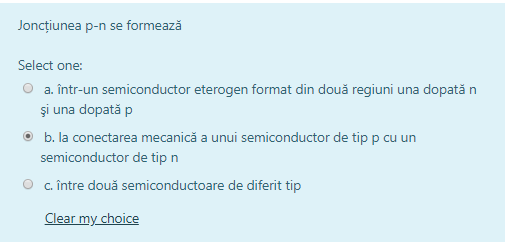 Joncțiunea p-n se formează
Select one:
a. într-un semiconductor eterogen format din două regiuni una dopată n
și una dopată p
b. la conectarea mecanică a unui semiconductor de tip p cu un
semiconductor de tip n
c. între două semiconductoare de diferit tip
Clear my choice